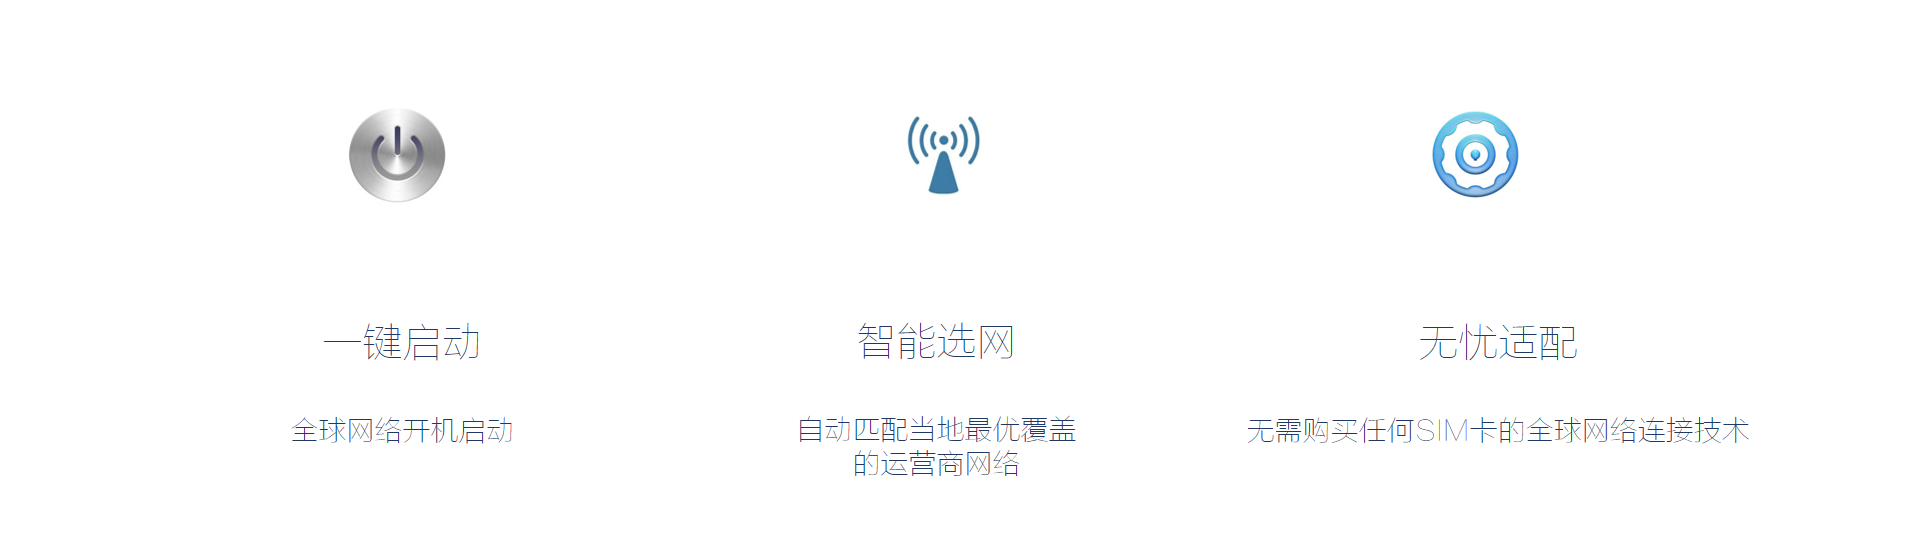 一键启动
全球网络开机启动
智能选网
自动匹配当地最优覆盖
的运营商网络
无忧适配
无需购买任何SIM卡的全球网络连接技术